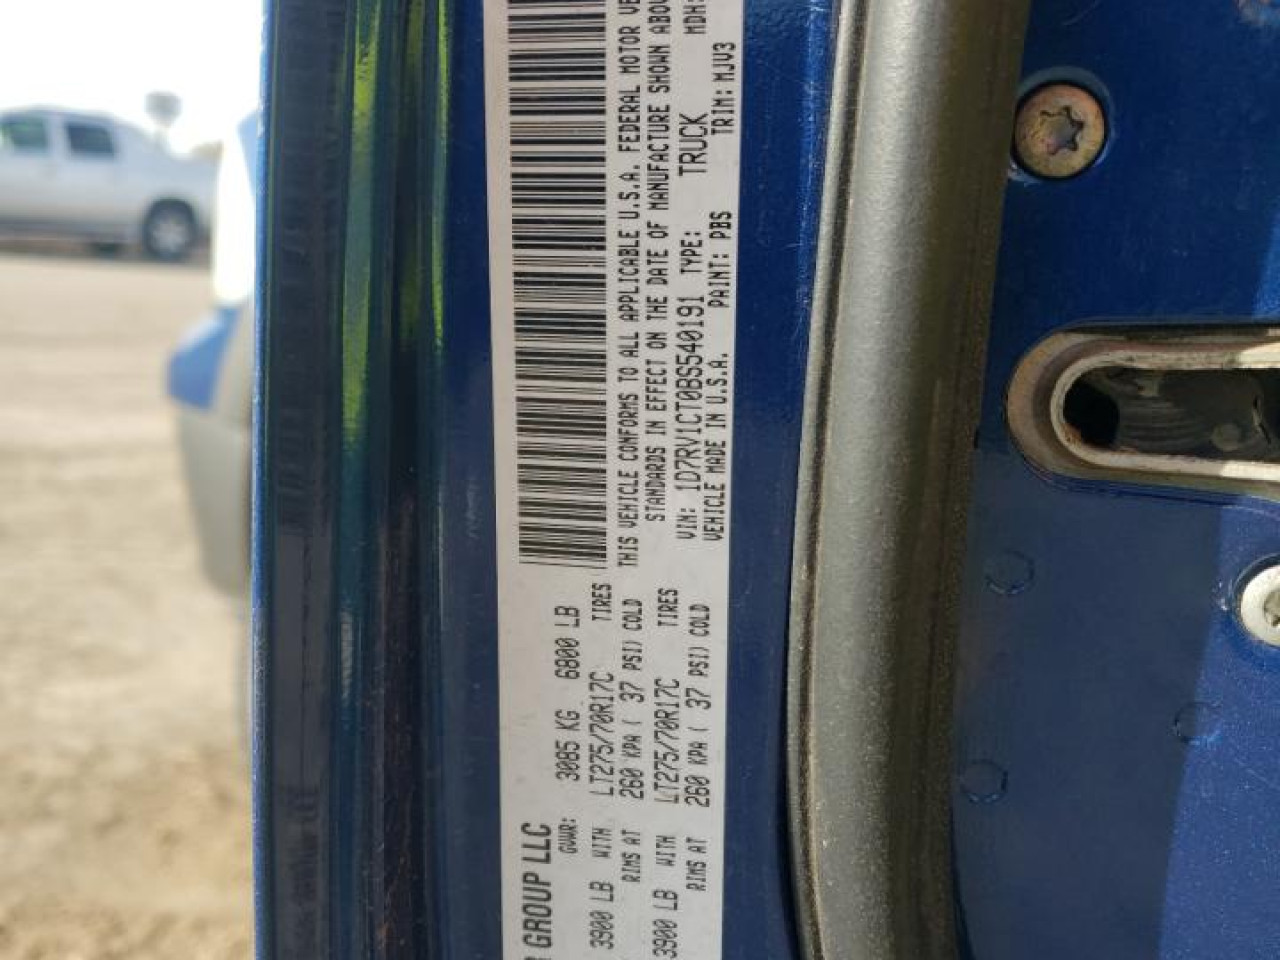 R GROUP LLC
GVWR: 3085 KG 6800 LB
3900 LB WITH LT275/70R17C TIRES
RIMS AT 260 KPA ( 37 PSI) COLD
3900 LB WITH LT275/70R17C TIRES
RIMS AT 260 KPA ( 37 PSI) COLD
THIS VEHICLE CONFORMS TO ALL APPLICABLE U.S.A. FEDERAL MOTOR VE
STANDARDS IN EFFECT ON THE DATE OF MANUFACTURE SHOWN ABOV
VIN: 1D7RV1CT0BS540191 TYPE: TRUCK MDH:
VEHICLE MADE IN U.S.A. PAINT: PBS TRIM: MJV3